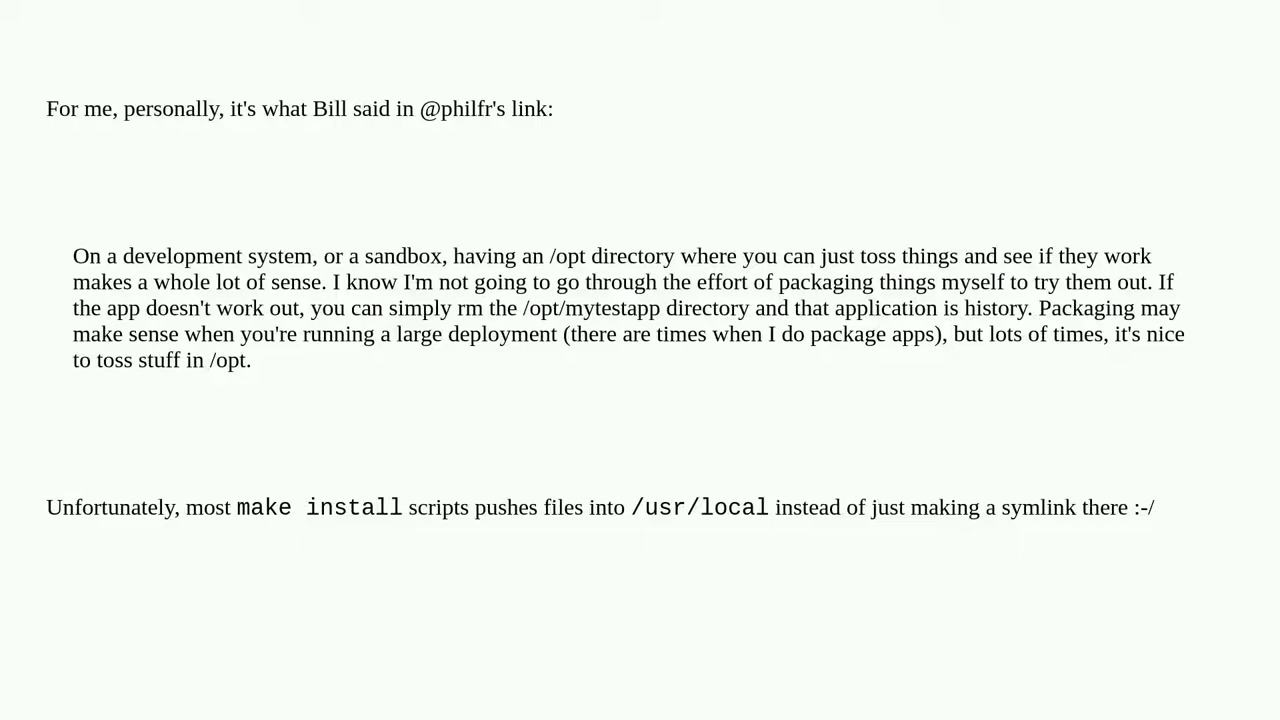 For me, personally, it's what Bill said in @philfr's link:
On a development system, or a sandbox, having an /opt directory where you can just toss things and see if they work
makes a whole lot of sense. I know I'm not going to go through the effort of packaging things myself to try them out. If
the app doesn't work out, you can simply rm the /opt/mytestapp directory and that application is history. Packaging may
make sense when you're running a large deployment (there are times when I do package apps), but lots of times, it's nice
to toss stuff in /opt.
Unfortunately, most make install scripts pushes files into /usr/local instead of just making a symlink there :-/